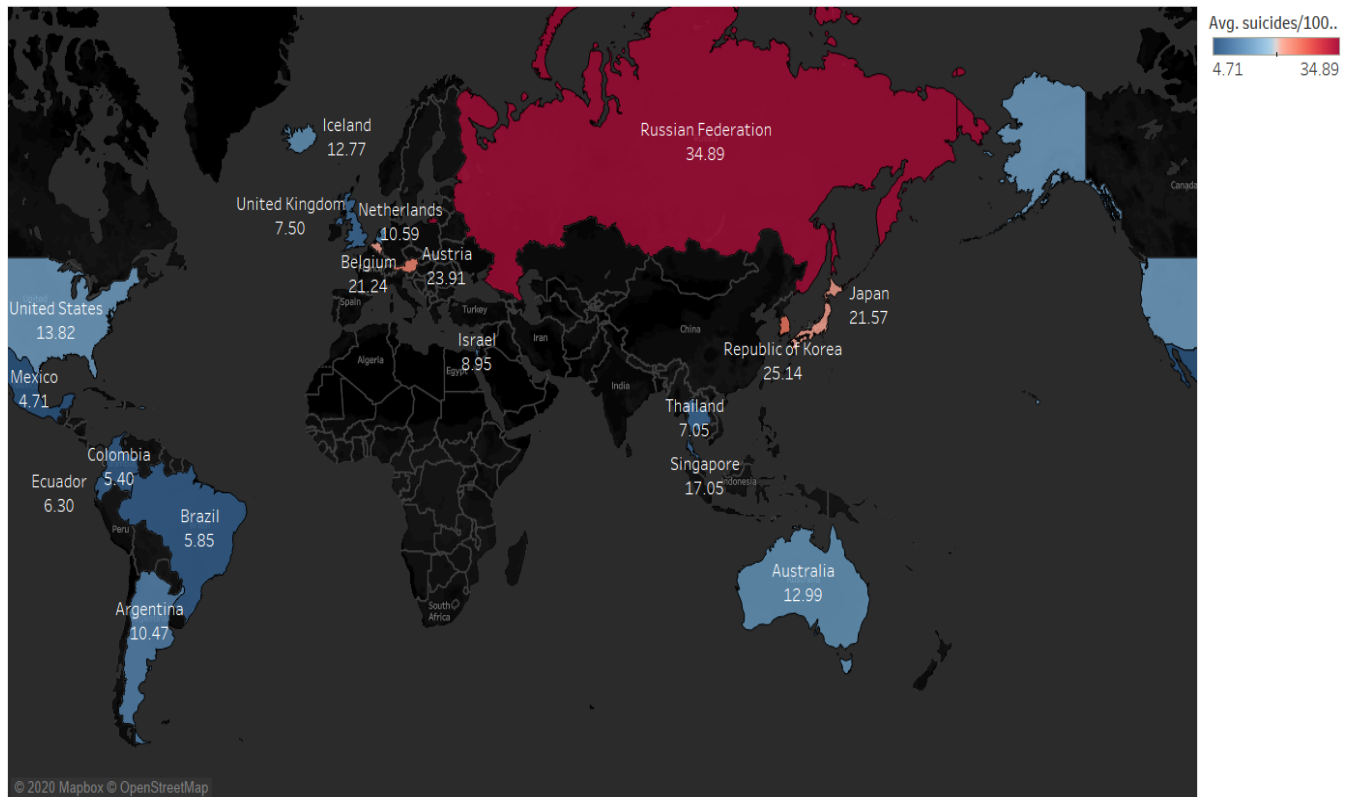 Avg. suicides/100..
4.71 34.89
Iceland
12.77
Russian Federation
34.89
Canada
United Kingdom
7.50
Netherlands
10.59
Belgium
21.24
Austria
23.91
Spain
Turkey
United States
13.82
Japan
21.57
China
Iran
Israel
8.95
Republic of Korea
25.14
Algeria
Egypt
India
Mexico
4.71
Thailand
7.05
Colombia
5.40
Singapore
17.05
Indonesia
Ecuador
6.30
Brazil
5.85
Peru
Australia
12.99
Argentina
10.47
South
Africa
© 2020 Mapbox © OpenStreetMap